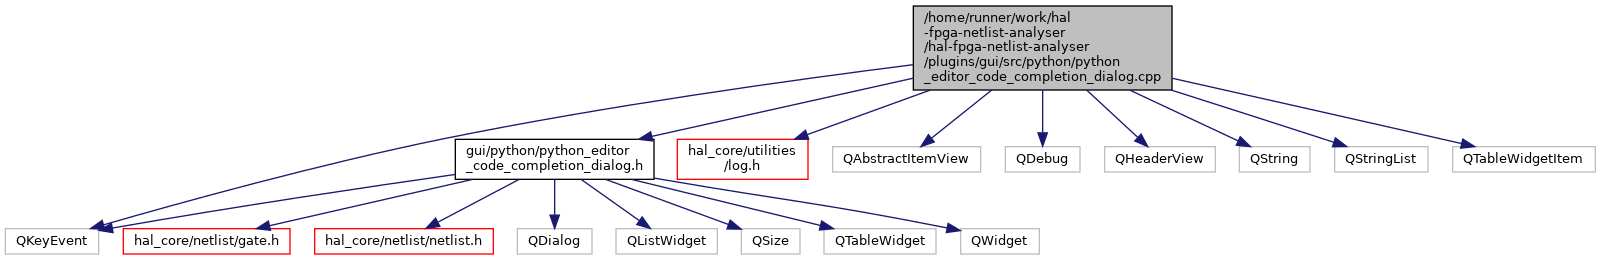 /home/runner/work/hal
-fpga-netlist-analyser
/hal-fpga-netlist-analyser
/plugins/gui/src/python/python
_editor_code_completion_dialog.cpp
gui/python/python_editor
_code_completion_dialog.h
hal_core/utilities
/log.h
QAbstractItemView
QDebug
QHeaderView
QString
QStringList
QTableWidgetItem
QKeyEvent
hal_core/netlist/gate.h
hal_core/netlist/netlist.h
QDialog
QListWidget
QSize
QTableWidget
QWidget